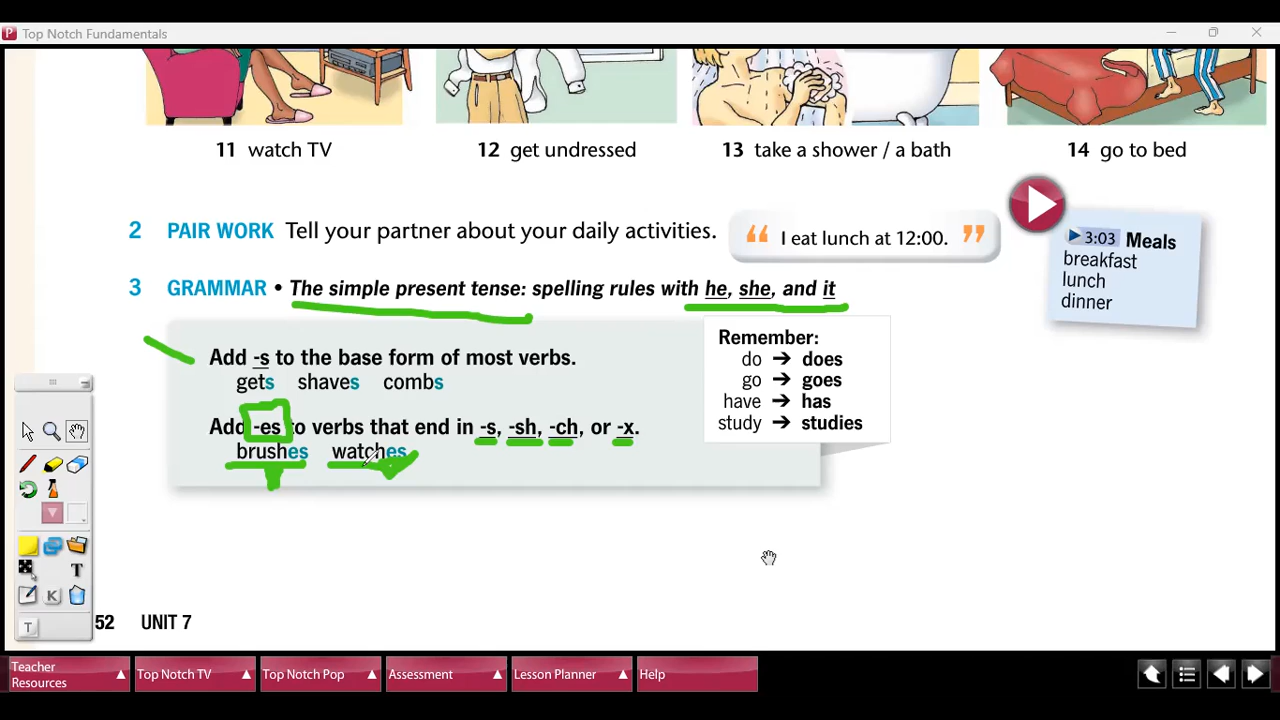 Top Notch Fundamentals
11 watch TV
12 get undressed
13 take a shower / a bath
14 go to bed
2 PAIR WORK Tell your partner about your daily activities.
“ I eat lunch at 12:00. ”
3:03 Meals
breakfast
lunch
dinner
3 GRAMMAR • The simple present tense: spelling rules with he, she, and it
Add -s to the base form of most verbs.
gets shaves combs
Add -es to verbs that end in -s, -sh, -ch, or -x.
brushes watches
Remember:
do → does
go → goes
have → has
study → studies
T
K
T
52 UNIT 7
Teacher
Resources
Top Notch TV
Top Notch Pop
Assessment
Lesson Planner
Help